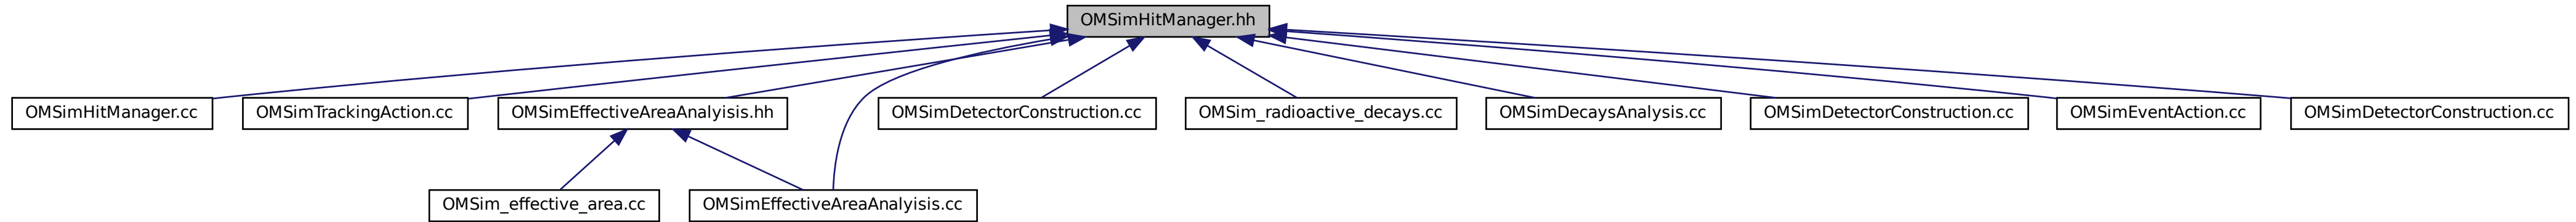 OMSimHitManager.hh
OMSimHitManager.cc
OMSimTrackingAction.cc
OMSimEffectiveAreaAnalyisis.hh
OMSimDetectorConstruction.cc
OMSim_radioactive_decays.cc
OMSimDecaysAnalysis.cc
OMSimDetectorConstruction.cc
OMSimEventAction.cc
OMSimDetectorConstruction.cc
OMSim_effective_area.cc
OMSimEffectiveAreaAnalyisis.cc